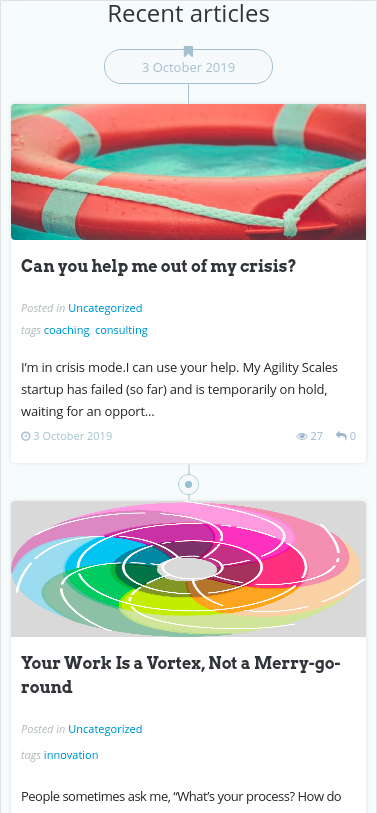 Recent articles
3 October 2019
Can you help me out of my crisis?
Posted in Uncategorized
tags coaching, consulting
I’m in crisis mode.I can use your help. My Agility Scales
startup has failed (so far) and is temporarily on hold,
waiting for an opport...
3 October 2019 27 0
Your Work Is a Vortex, Not a Merry-go-
round
Posted in Uncategorized
tags innovation
People sometimes ask me, “What’s your process? How do